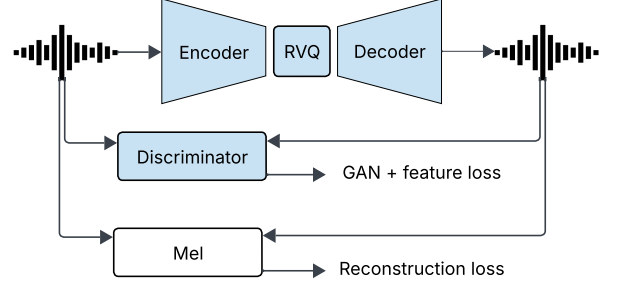 Encoder
RVQ
Decoder
Discriminator
GAN + feature loss
Mel
Reconstruction loss